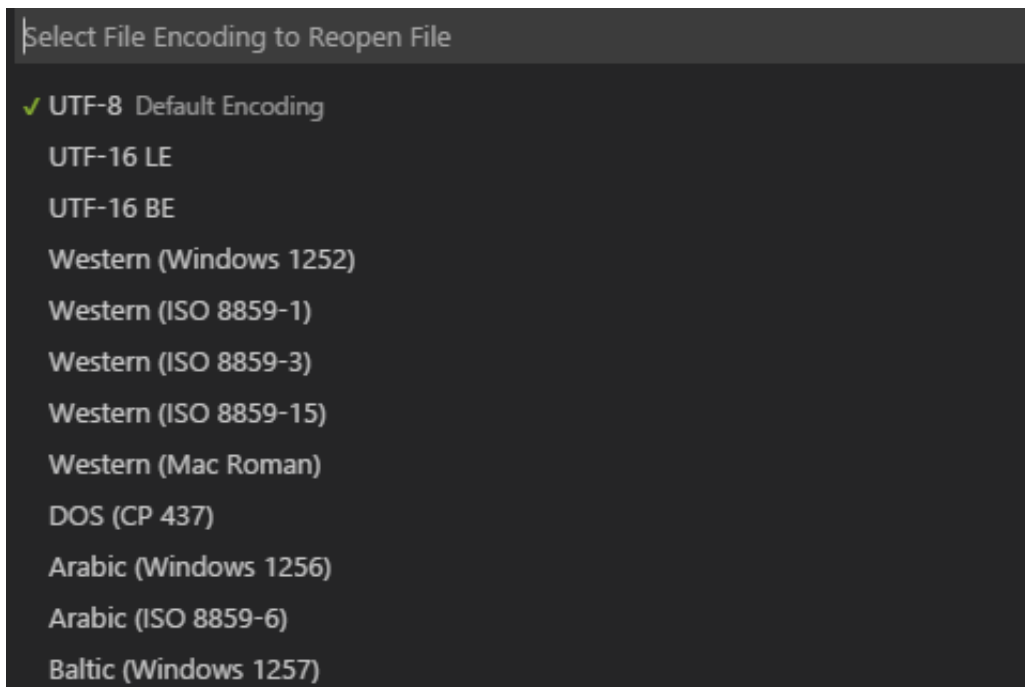 Select File Encoding to Reopen File
✓ UTF-8 Default Encoding
UTF-16 LE
UTF-16 BE
Western (Windows 1252)
Western (ISO 8859-1)
Western (ISO 8859-3)
Western (ISO 8859-15)
Western (Mac Roman)
DOS (CP 437)
Arabic (Windows 1256)
Arabic (ISO 8859-6)
Baltic (Windows 1257)